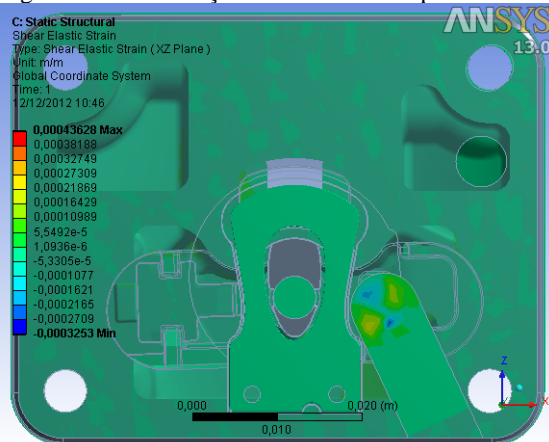 C: Static Structural
Shear Elastic Strain
Type: Shear Elastic Strain ( XZ Plane )
Unit: m/m
Global Coordinate System
Time: 1
12/12/2012 10:46
ANSYS
13.0
0,00043628 Max
0,00038188
0,00032749
0,00027309
0,00021869
0,00016429
0,00010989
5,5492e-5
1,0936e-6
-5,3305e-5
-0,0001077
-0,0001621
-0,0002165
-0,0002709
-0,0003253 Min
0,000
0,020 (m)
0,010
Z
X